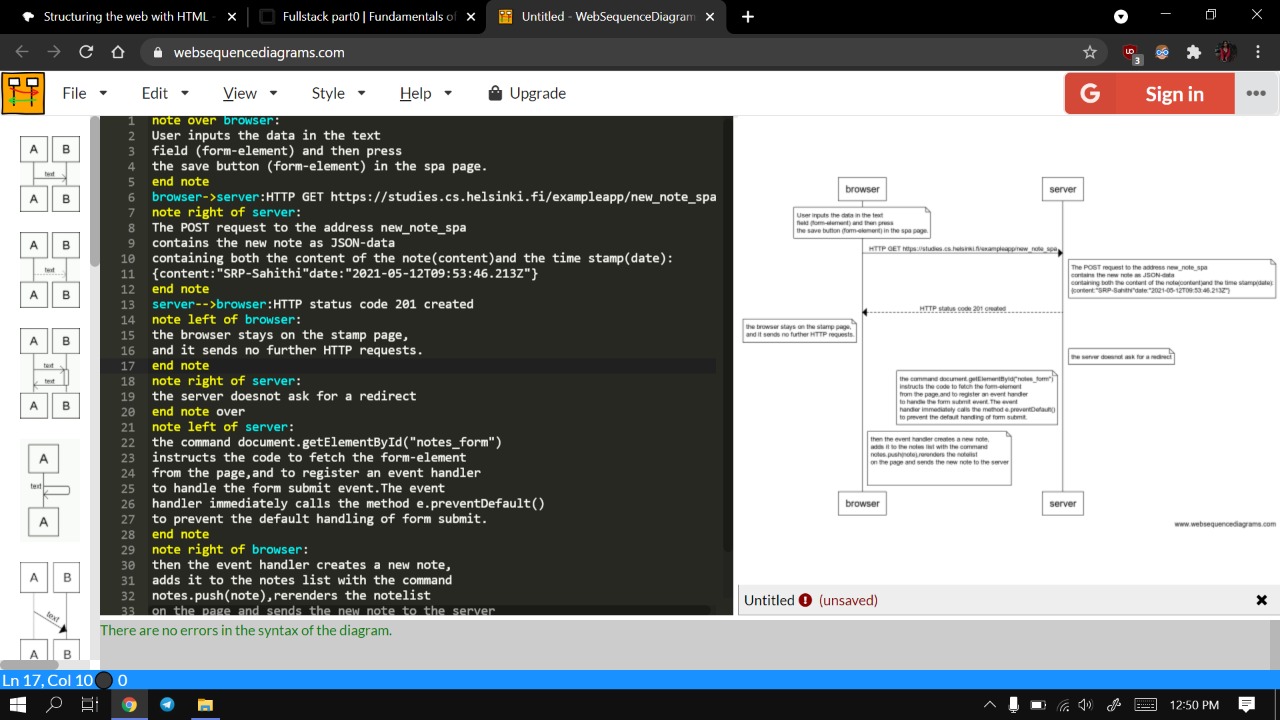 working with HTML -
Fullstack part0 | Fundamentals of
Untitled - WebSequenceDiagram
websequencediagrams.com
3
File Edit View Style Help Upgrade
G Sign in
A B
text
A B
A B
text
A B
A B
text
text
A B
A
text
A
A B
text
A B
1 note over browser:
2 User inputs the data in the text
3 field (form-element) and then press
4 the save button (form-element) in the spa page.
5 end note
6 browser->server:HTTP GET https://studies.cs.helsinki.fi/exampleapp/new_note_spa
7 note right of server:
8 The POST request to the address new_note_spa
9 contains the new note as JSON-data
10 containing both the content of the note(content)and the time stamp(date):
11 {content:"SRP-Sahithi"date:"2021-05-12T09:53:46.213Z"}
12 end note
13 server-->browser:HTTP status code 201 created
14 note left of browser:
15 the browser stays on the stamp page,
16 and it sends no further HTTP requests.
17 end note
18 note right of server:
19 the server doesnot ask for a redirect
20 end note over
21 note left of server:
22 the command document.getElementById("notes_form")
23 instructs the code to fetch the form-element
24 from the page,and to register an event handler
25 to handle the form submit event.The event
26 handler immediately calls the method e.preventDefault()
27 to prevent the default handling of form submit.
28 end note
29 note right of browser:
30 then the event handler creates a new note,
31 adds it to the notes list with the command
32 notes.push(note),rerenders the notelist
33 on the page and sends the new note to the server
browser server
User inputs the data in the text
field (form-element) and then press
the save button (form-element) in the spa page.
HTTP GET https://studies.cs.helsinki.fi/exampleapp/new_note_spa
The POST request to the address new_note_spa
contains the new note as JSON-data
containing both the content of the note(content)and the time stamp(date):
{content:"SRP-Sahithi"date:"2021-05-12T09:53:46.213Z"}
HTTP status code 201 created
the browser stays on the stamp page,
and it sends no further HTTP requests.
the server doesnot ask for a redirect
the command document.getElementById("notes_form")
instructs the code to fetch the form-element
from the page,and to register an event handler
to handle the form submit event.The event
handler immediately calls the method e.preventDefault()
to prevent the default handling of form submit.
then the event handler creates a new note,
adds it to the notes list with the command
notes.push(note),rerenders the notelist
on the page and sends the new note to the server
browser server
www.websequencediagrams.com
Untitled (unsaved)
There are no errors in the syntax of the diagram.
Ln 17, Col 10 0
12:50 PM